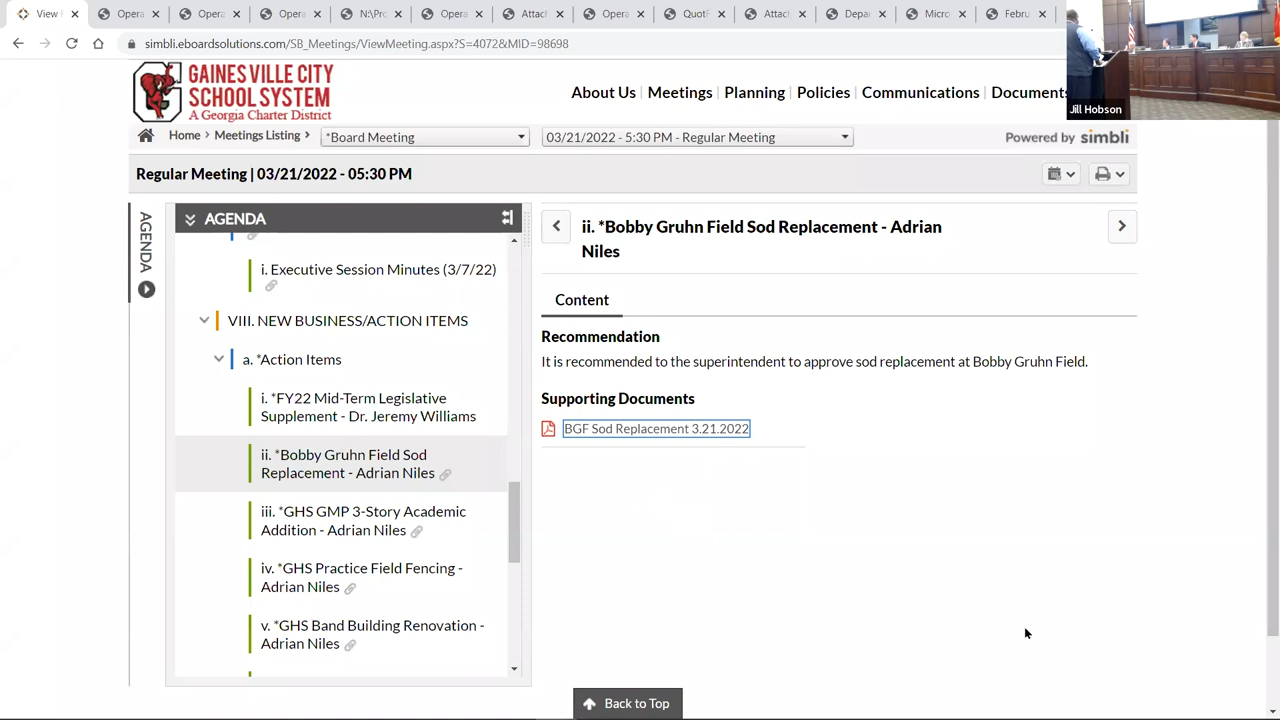 View
Opera
Opera
Opera
N:\Pro
Opera
Attacl
Opera
QuotF
Attacl
Depa
Micro
Febru
simbli.eboardsolutions.com/SB_Meetings/ViewMeeting.aspx?S=4072&MID=98698
Jill Hobson
GAINESVILLE CITY
SCHOOL SYSTEM
A Georgia Charter District
About Us Meetings Planning Policies Communications Documents
Home Meetings Listing *Board Meeting 03/21/2022 - 5:30 PM - Regular Meeting Powered by simbli
Regular Meeting | 03/21/2022 - 05:30 PM
AGENDA
AGENDA
i. Executive Session Minutes (3/7/22)
VIII. NEW BUSINESS/ACTION ITEMS
a. *Action Items
i. *FY22 Mid-Term Legislative
Supplement - Dr. Jeremy Williams
ii. *Bobby Gruhn Field Sod
Replacement - Adrian Niles
iii. *GHS GMP 3-Story Academic
Addition - Adrian Niles
iv. *GHS Practice Field Fencing -
Adrian Niles
v. *GHS Band Building Renovation -
Adrian Niles
ii. *Bobby Gruhn Field Sod Replacement - Adrian
Niles
Content
Recommendation
It is recommended to the superintendent to approve sod replacement at Bobby Gruhn Field.
Supporting Documents
BGF Sod Replacement 3.21.2022
Back to Top